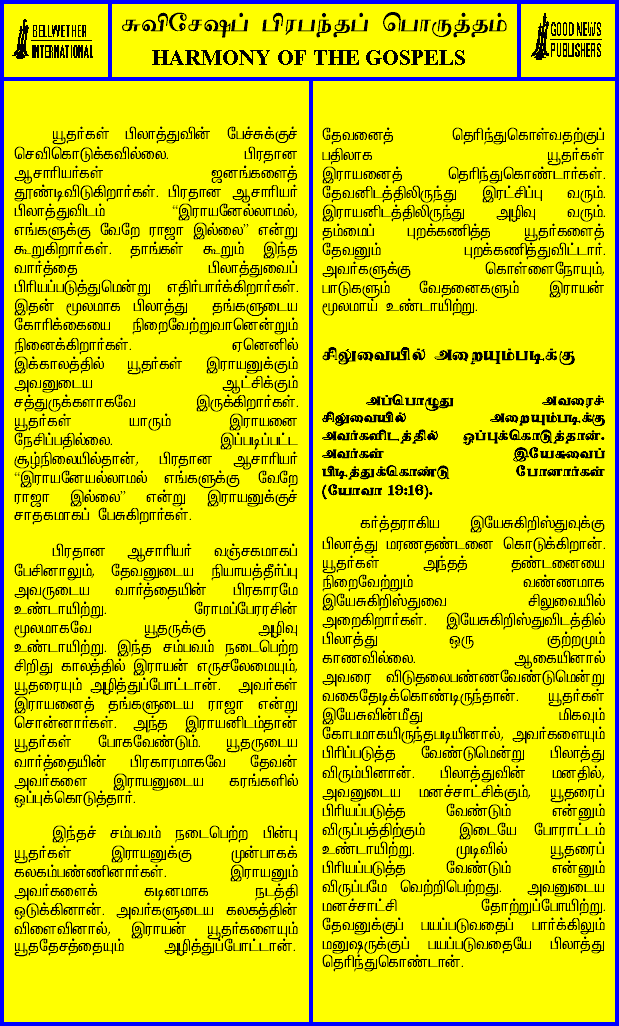 BELLWETHER
INTERNATIONAL
சுவிசேஷப் பிரபந்தப் பொருத்தம்
HARMONY OF THE GOSPELS
GOOD NEWS
PUBLISHERS
யூதர்கள் பிலாத்துவின் பேச்சுக்குச்
செவிகொடுக்கவில்லை. பிரதான
ஆசாரியர்கள் ஜனங்களைத்
தூண்டிவிடுகிறார்கள். பிரதான ஆசாரியர்
பிலாத்துவிடம் “இராயனேல்லாமல்,
எங்களுக்கு வேறே ராஜா இல்லை” என்று
கூறுகிறார்கள். தாங்கள் கூறும் இந்த
வார்த்தை பிலாத்துவைப்
பிரியப்படுத்துமென்று எதிர்பார்க்கிறார்கள்.
இதன் மூலமாக பிலாத்து தங்களுடைய
கோரிக்கையை நிறைவேற்றுவானென்றும்
நினைக்கிறார்கள். ஏனெனில்
இக்காலத்தில் யூதர்கள் இராயனுக்கும்
அவனுடைய ஆட்சிக்கும்
சத்துருக்களாகவே இருக்கிறார்கள்.
யூதர்கள் யாரும் இராயனை
நேசிப்பதில்லை. இப்படிப்பட்ட
சூழ்நிலையில்தான், பிரதான ஆசாரியர்
“இராயனேயல்லாமல் எங்களுக்கு வேறே
ராஜா இல்லை” என்று இராயனுக்குச்
சாதகமாகப் பேசுகிறார்கள்.
பிரதான ஆசாரியர் வஞ்சகமாகப்
பேசினாலும், தேவனுடைய நியாயத்தீர்ப்பு
அவருடைய வார்த்தையின் பிரகாரமே
உண்டாயிற்று. ரோமப்பேரரசின்
மூலமாகவே யூதருக்கு அழிவு
உண்டாயிற்று. இந்த சம்பவம் நடைபெற்ற
சிறிது காலத்தில் இராயன் எருசலேமையும்,
யூதரையும் அழித்துப்போட்டான். அவர்கள்
இராயனைத் தங்களுடைய ராஜா என்று
சொன்னார்கள். அந்த இராயனிடம்தான்
யூதர்கள் போகவேண்டும். யூதருடைய
வார்த்தையின் பிரகாரமாகவே தேவன்
அவர்களை இராயனுடைய கரங்களில்
ஒப்புக்கொடுத்தார்.
இந்தச் சம்பவம் நடைபெற்ற பின்பு
யூதர்கள் இராயனுக்கு முன்பாகக்
கலகம்பண்ணினார்கள். இராயனும்
அவர்களைக் கடினமாக நடத்தி
ஒடுக்கினான். அவர்களுடைய கலகத்தின்
விளைவினால், இராயன் யூதர்களையும்
யூததேசத்தையும் அழித்துப்போட்டான்.
தேவனைத் தெரிந்துகொள்வதற்குப்
பதிலாக யூதர்கள்
இராயனைத் தெரிந்துகொண்டார்கள்.
தேவனிடத்திலிருந்து இரட்சிப்பு வரும்.
இராயனிடத்திலிருந்து அழிவு வரும்.
தம்மைப் புறக்கணித்த யூதர்களைத்
தேவனும் புறக்கணித்துவிட்டார்.
அவர்களுக்கு கொள்ளைநோயும்,
பாடுகளும் வேதனைகளும் இராயன்
மூலமாய் உண்டாயிற்று.
சிலுவையில் அறையும்படிக்கு
அப்பொழுது அவரைச்
சிலுவையில் அறையும்படிக்கு
அவர்களிடத்தில் ஒப்புக்கொடுத்தான்.
அவர்கள் இயேசுவைப்
பிடித்துக்கொண்டு போனார்கள்
(யோவா 19:16).
கர்த்தராகிய இயேசுகிறிஸ்துவுக்கு
பிலாத்து மரணதண்டனை கொடுக்கிறான்.
யூதர்கள் அந்தத் தண்டனையை
நிறைவேற்றும் வண்ணமாக
இயேசுகிறிஸ்துவை சிலுவையில்
அறைகிறார்கள். இயேசுகிறிஸ்துவிடத்தில்
பிலாத்து ஒரு குற்றமும்
காணவில்லை. ஆகையினால்
அவரை விடுதலைபண்ணவேண்டுமென்று
வகைதேடிக்கொண்டிருந்தான். யூதர்கள்
இயேசுவின்மீது மிகவும்
கோபமாகயிருந்தபடியினால், அவர்களையும்
பிரிப்படுத்த வேண்டுமென்று பிலாத்து
விரும்பினான். பிலாத்துவின் மனதில்,
அவனுடைய மனச்சாட்சிக்கும், யூதரைப்
பிரியப்படுத்த வேண்டும் என்னும்
விருப்பத்திற்கும் இடையே போராட்டம்
உண்டாயிற்று. முடிவில் யூதரைப்
பிரியப்படுத்த வேண்டும் என்னும்
விருப்பமே வெற்றிபெற்றது. அவனுடைய
மனச்சாட்சி தோற்றுப்போயிற்று.
தேவனுக்குப் பயப்படுவதைப் பார்க்கிலும்
மனுஷருக்குப் பயப்படுவதையே பிலாத்து
தெரிந்துகொண்டான்.